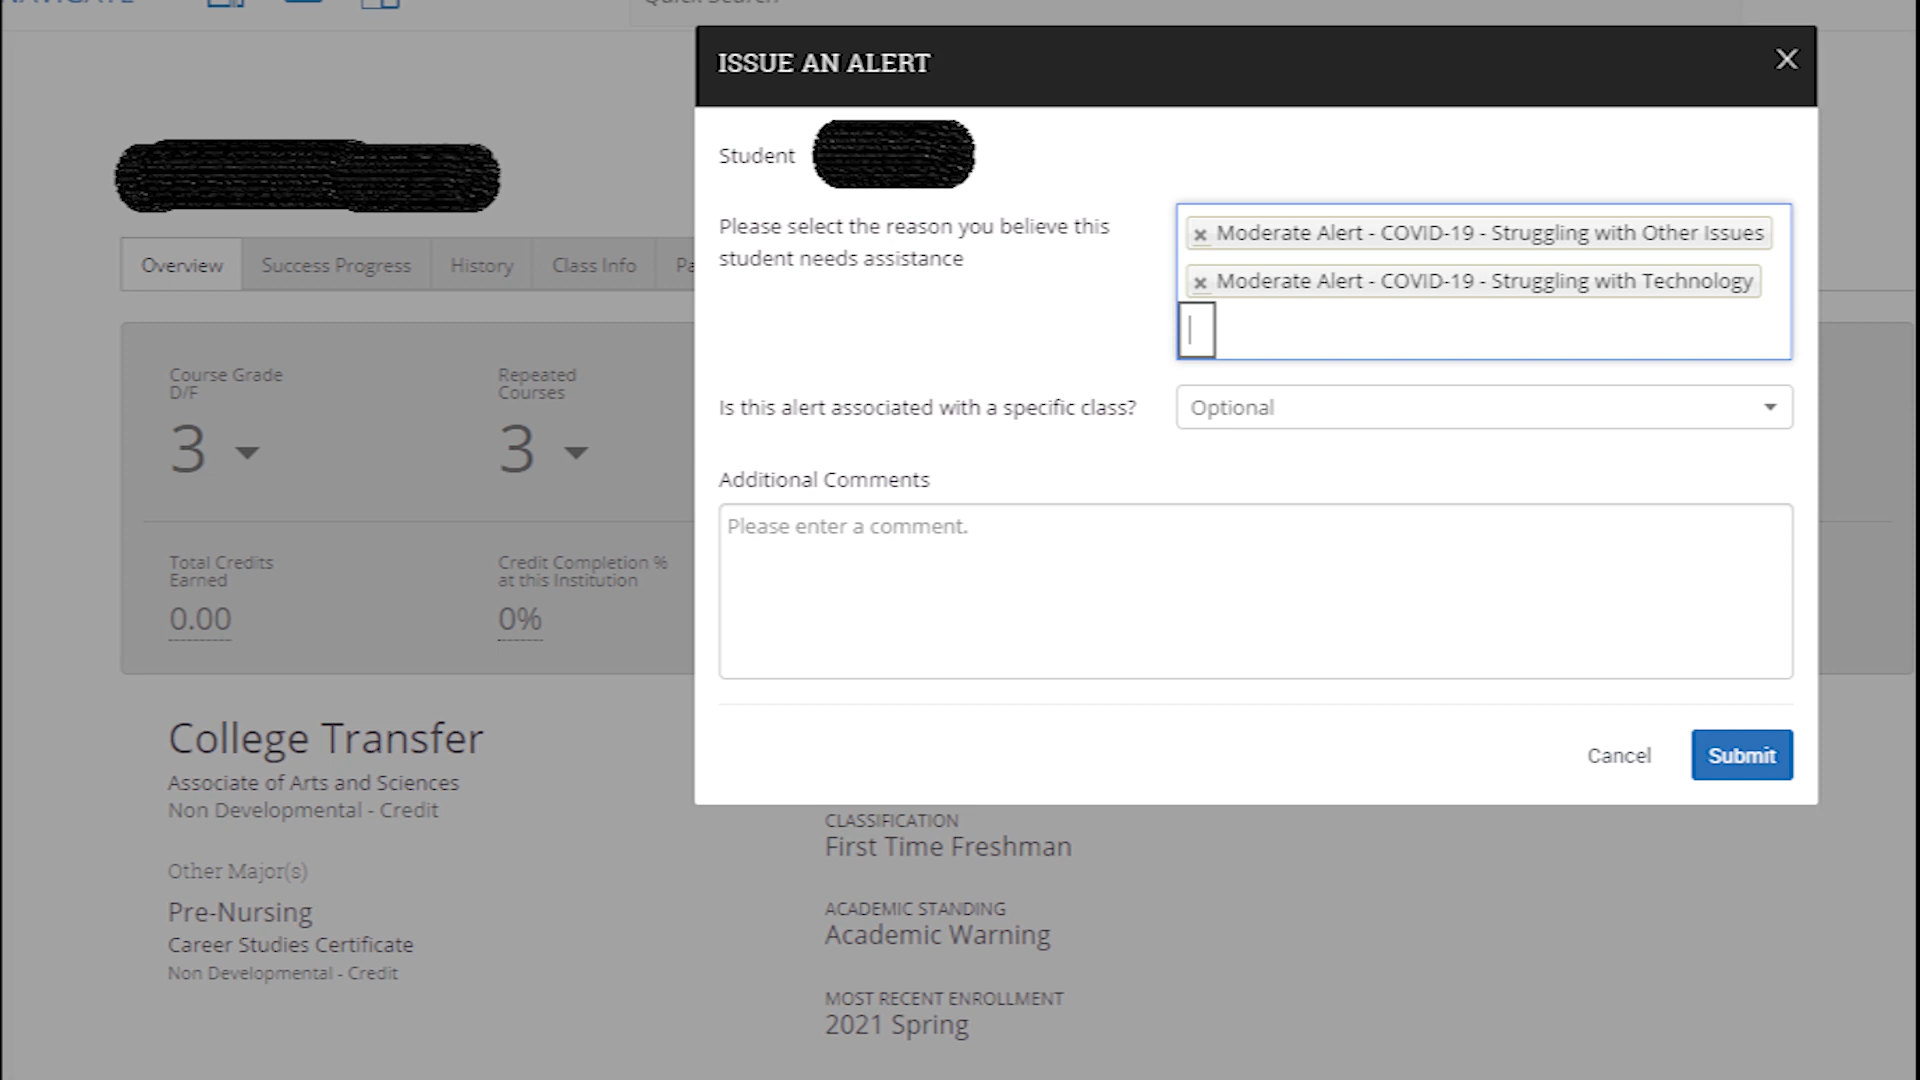 ISSUE AN ALERT
Student
Please select the reason you believe this
student needs assistance
× Moderate Alert - COVID-19 - Struggling with Other Issues
× Moderate Alert - COVID-19 - Struggling with Technology
Is this alert associated with a specific class?
Optional
Additional Comments
Please enter a comment.
Cancel
Submit
Overview
Success Progress
History
Class Info
Course Grade
D/F
3
Repeated
Courses
3
Total Credits
Earned
0.00
Credit Completion %
at this Institution
0%
College Transfer
Associate of Arts and Sciences
Non Developmental - Credit
Other Major(s)
Pre-Nursing
Career Studies Certificate
Non Developmental - Credit
CLASSIFICATION
First Time Freshman
ACADEMIC STANDING
Academic Warning
MOST RECENT ENROLLMENT
2021 Spring